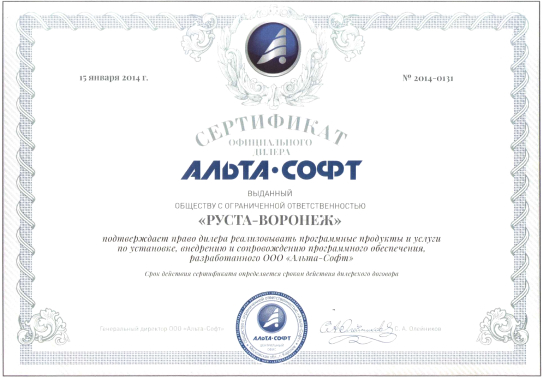 15 января 2014 г.
№ 2014-0131
СЕРТИФИКАТ
ОФИЦИАЛЬНОГО
ДИЛЕРА
АЛЬТА·СОФТ
ВЫДАННЫЙ
ОБЩЕСТВУ С ОГРАНИЧЕННОЙ ОТВЕТСТВЕННОСТЬЮ
«РУСТА-ВОРОНЕЖ»
подтверждает право дилера реализовывать программные продукты и услуги
по установке, внедрению и сопровождению программного обеспечения,
разработанного ООО «Альта-Софт»
Срок действия сертификата определяется сроком действия дилерского договора
Генеральный директор ООО «Альта-Софт»
АЛЬТА-СОФТ
С. А.